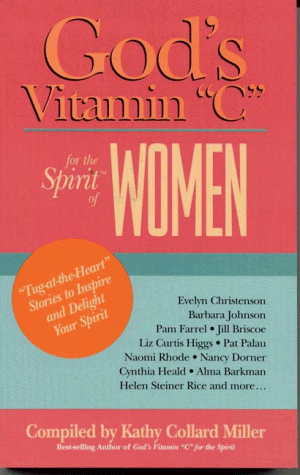 God's
Vitamin "C"
for the
Spirit™
of
WOMEN
"Tug-at-the-Heart"
Stories to Inspire
and Delight
Your Spirit
Evelyn Christenson
Barbara Johnson
Pam Farrel • Jill Briscoe
Liz Curtis Higgs • Pat Palau
Naomi Rhode • Nancy Dorner
Cynthia Heald • Alma Barkman
Helen Steiner Rice and more…
Compiled by Kathy Collard Miller
Best-selling Author of God's Vitamin "C" for the Spirit